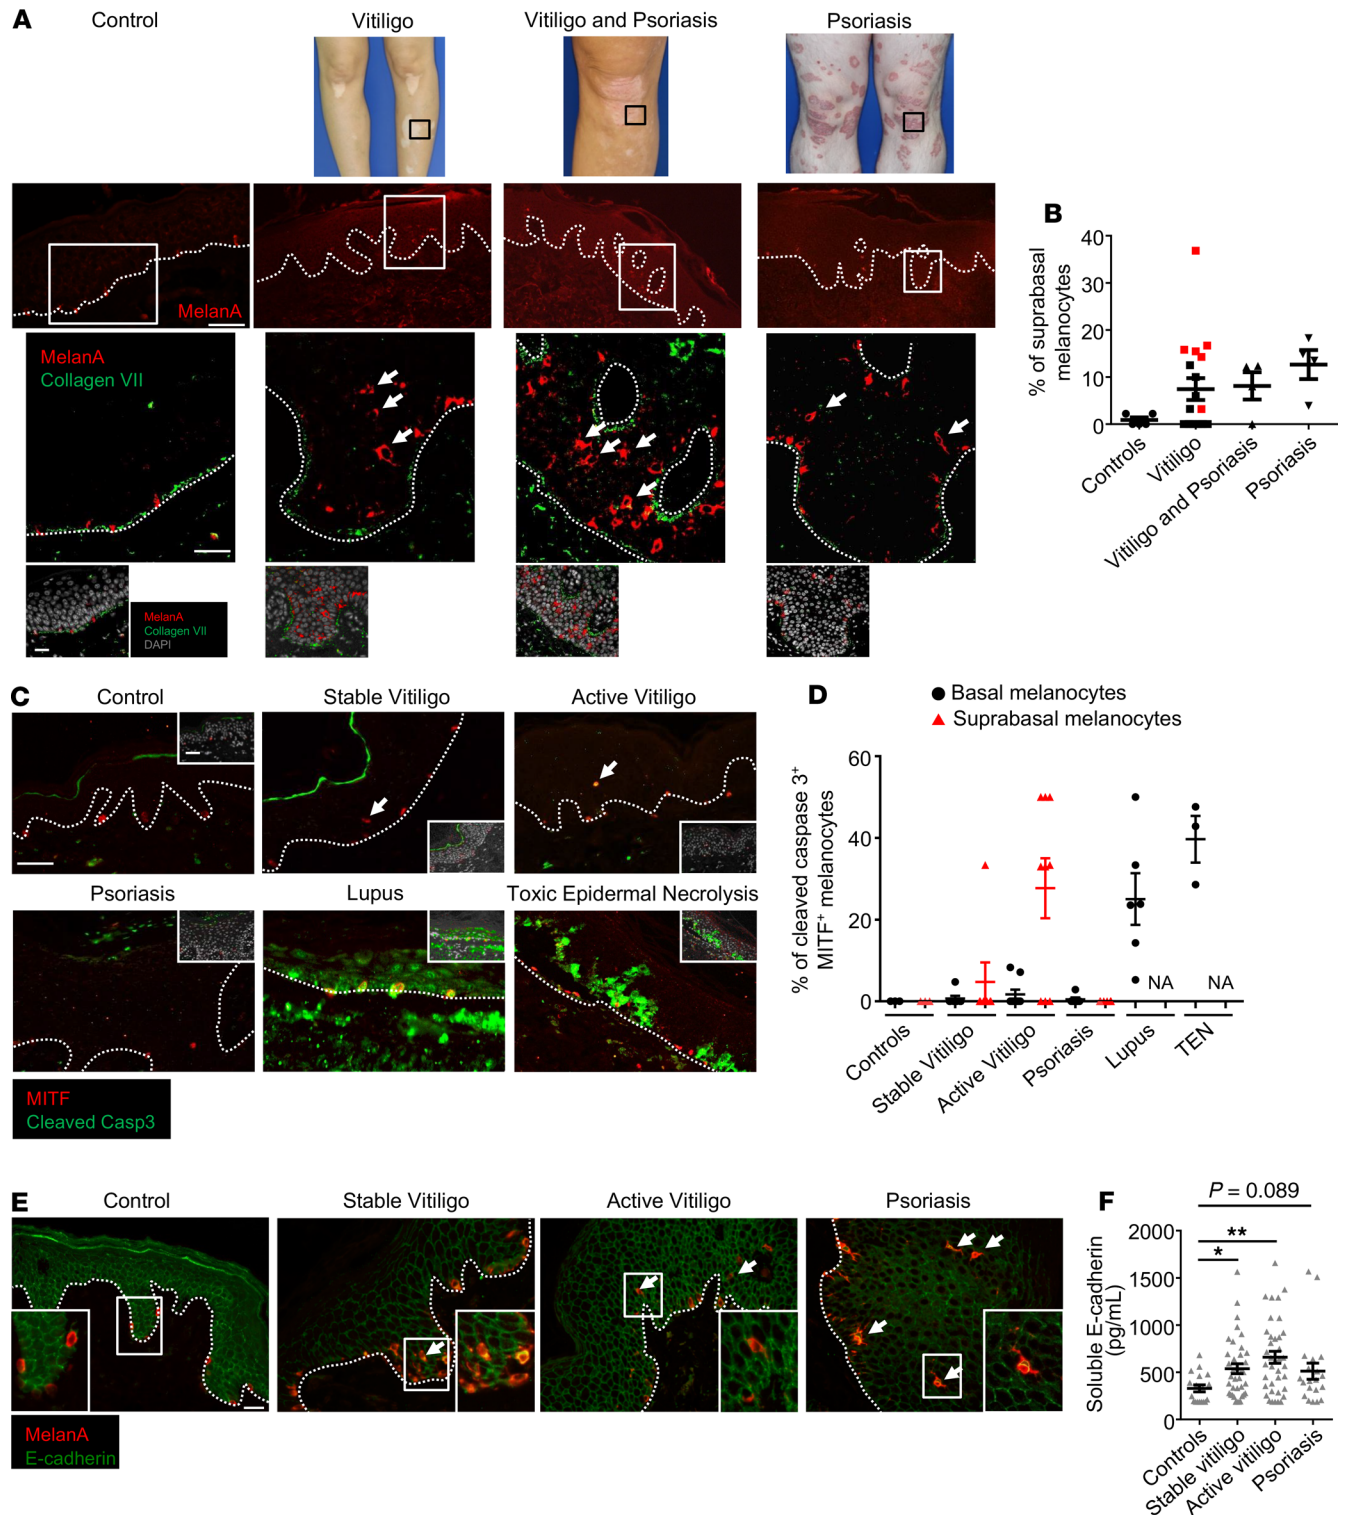 A
Control
Vitiligo
Vitiligo and Psoriasis
Psoriasis
MelanA
MelanA
Collagen VII
MelanA
Collagen VII
DAPI
B
% of suprabasal
melanocytes
40
30
20
10
0
Controls
Vitiligo
Vitiligo and Psoriasis
Psoriasis
C
Control
Stable Vitiligo
Active Vitiligo
Psoriasis
Lupus
Toxic Epidermal Necrolysis
MITF
Cleaved Casp3
D
Basal melanocytes
Suprabasal melanocytes
% of cleaved caspase 3+
MITF+ melanocytes
60
40
20
0
NA
NA
Controls
Stable Vitiligo
Active Vitiligo
Psoriasis
Lupus
TEN
E
Control
Stable Vitiligo
Active Vitiligo
Psoriasis
MelanA
E-cadherin
F
P = 0.089
**
*
Soluble E-cadherin
(pg/mL)
2000
1500
1000
500
0
Controls
Stable vitiligo
Active vitiligo
Psoriasis